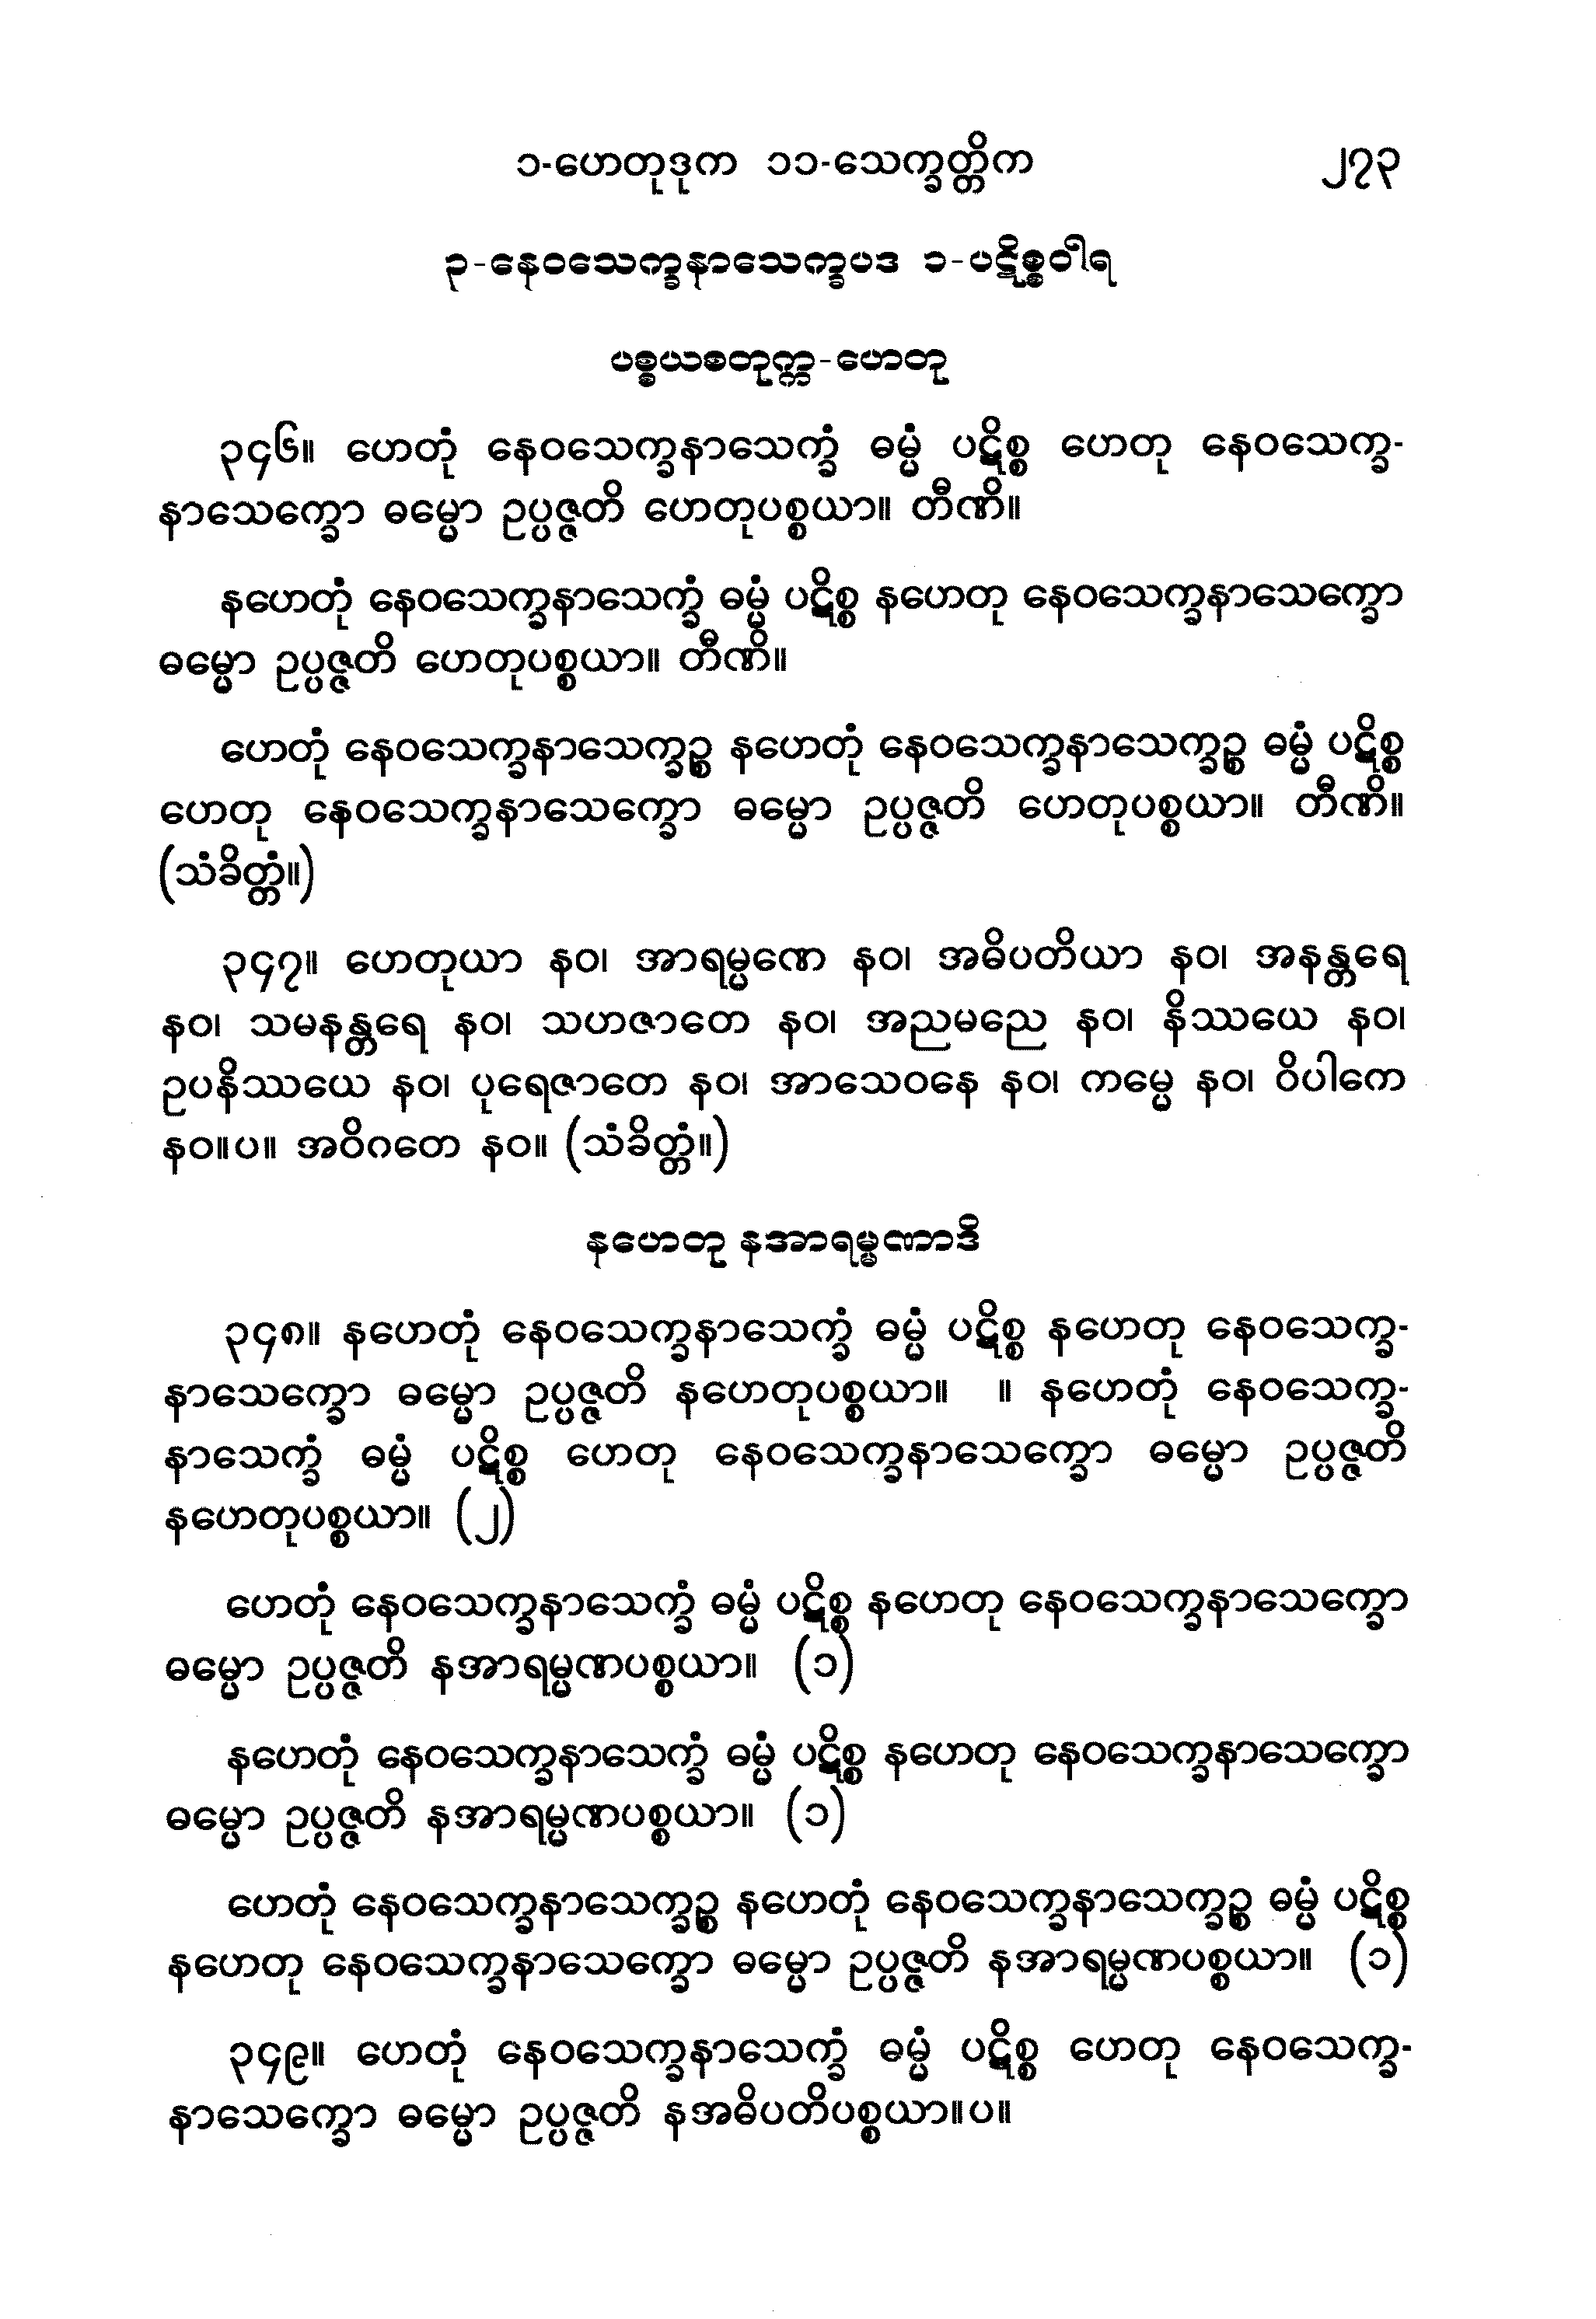 ၁-ဟေတုဒုက ၁၁-သေက္ခတ္တိက ၂၇၃
၃-နေဝသေက္ခနာသေက္ခပဒ ၁-ပဋိစ္စဝါရ
ပစ္စယစတုက္က-ဟေတု
၃၄၆။ ဟေတုံ နေဝသေက္ခနာသေက္ခံ ဓမ္မံ ပဋိစ္စ ဟေတု နေဝသေက္ခ-
နာသေက္ခော ဓမ္မော ဥပ္ပဇ္ဇတိ ဟေတုပစ္စယာ။ တီဏိ။
နဟေတုံ နေဝသေက္ခနာသေက္ခံ ဓမ္မံ ပဋိစ္စ နဟေတု နေဝသေက္ခနာသေက္ခော
ဓမ္မော ဥပ္ပဇ္ဇတိ ဟေတုပစ္စယာ။ တီဏိ။
ဟေတုံ နေဝသေက္ခနာသေက္ခဉ္စ နဟေတုံ နေဝသေက္ခနာသေက္ခဉ္စ ဓမ္မံ ပဋိစ္စ
ဟေတု နေဝသေက္ခနာသေက္ခော ဓမ္မော ဥပ္ပဇ္ဇတိ ဟေတုပစ္စယာ။ တီဏိ။
(သံခိတ္တံ။)
၃၄၇။ ဟေတုယာ နဝ၊ အာရမ္မဏေ နဝ၊ အဓိပတိယာ နဝ၊ အနန္တရေ
နဝ၊ သမနန္တရေ နဝ၊ သဟဇာတေ နဝ၊ အညမညေ နဝ၊ နိဿယေ နဝ၊
ဥပနိဿယေ နဝ၊ ပုရေဇာတေ နဝ၊ အာသေဝနေ နဝ၊ ကမ္မေ နဝ၊ ဝိပါကေ
နဝ။ပ။ အဝိဂတေ နဝ။ (သံခိတ္တံ။)
နဟေတု နအာရမ္မဏာဒိ
၃၄၈။ နဟေတုံ နေဝသေက္ခနာသေက္ခံ ဓမ္မံ ပဋိစ္စ နဟေတု နေဝသေက္ခ-
နာသေက္ခော ဓမ္မော ဥပ္ပဇ္ဇတိ နဟေတုပစ္စယာ။ ။ နဟေတုံ နေဝသေက္ခ-
နာသေက္ခံ ဓမ္မံ ပဋိစ္စ ဟေတု နေဝသေက္ခနာသေက္ခော ဓမ္မော ဥပ္ပဇ္ဇတိ
နဟေတုပစ္စယာ။ (၂)
ဟေတုံ နေဝသေက္ခနာသေက္ခံ ဓမ္မံ ပဋိစ္စ နဟေတု နေဝသေက္ခနာသေက္ခော
ဓမ္မော ဥပ္ပဇ္ဇတိ နအာရမ္မဏပစ္စယာ။ (၁)
နဟေတုံ နေဝသေက္ခနာသေက္ခံ ဓမ္မံ ပဋိစ္စ နဟေတု နေဝသေက္ခနာသေက္ခော
ဓမ္မော ဥပ္ပဇ္ဇတိ နအာရမ္မဏပစ္စယာ။ (၁)
ဟေတုံ နေဝသေက္ခနာသေက္ခဉ္စ နဟေတုံ နေဝသေက္ခနာသေက္ခဉ္စ ဓမ္မံ ပဋိစ္စ
နဟေတု နေဝသေက္ခနာသေက္ခော ဓမ္မော ဥပ္ပဇ္ဇတိ နအာရမ္မဏပစ္စယာ။ (၁)
၃၄၉။ ဟေတုံ နေဝသေက္ခနာသေက္ခံ ဓမ္မံ ပဋိစ္စ ဟေတု နေဝသေက္ခ-
နာသေက္ခော ဓမ္မော ဥပ္ပဇ္ဇတိ နအဓိပတိပစ္စယာ။ပ။